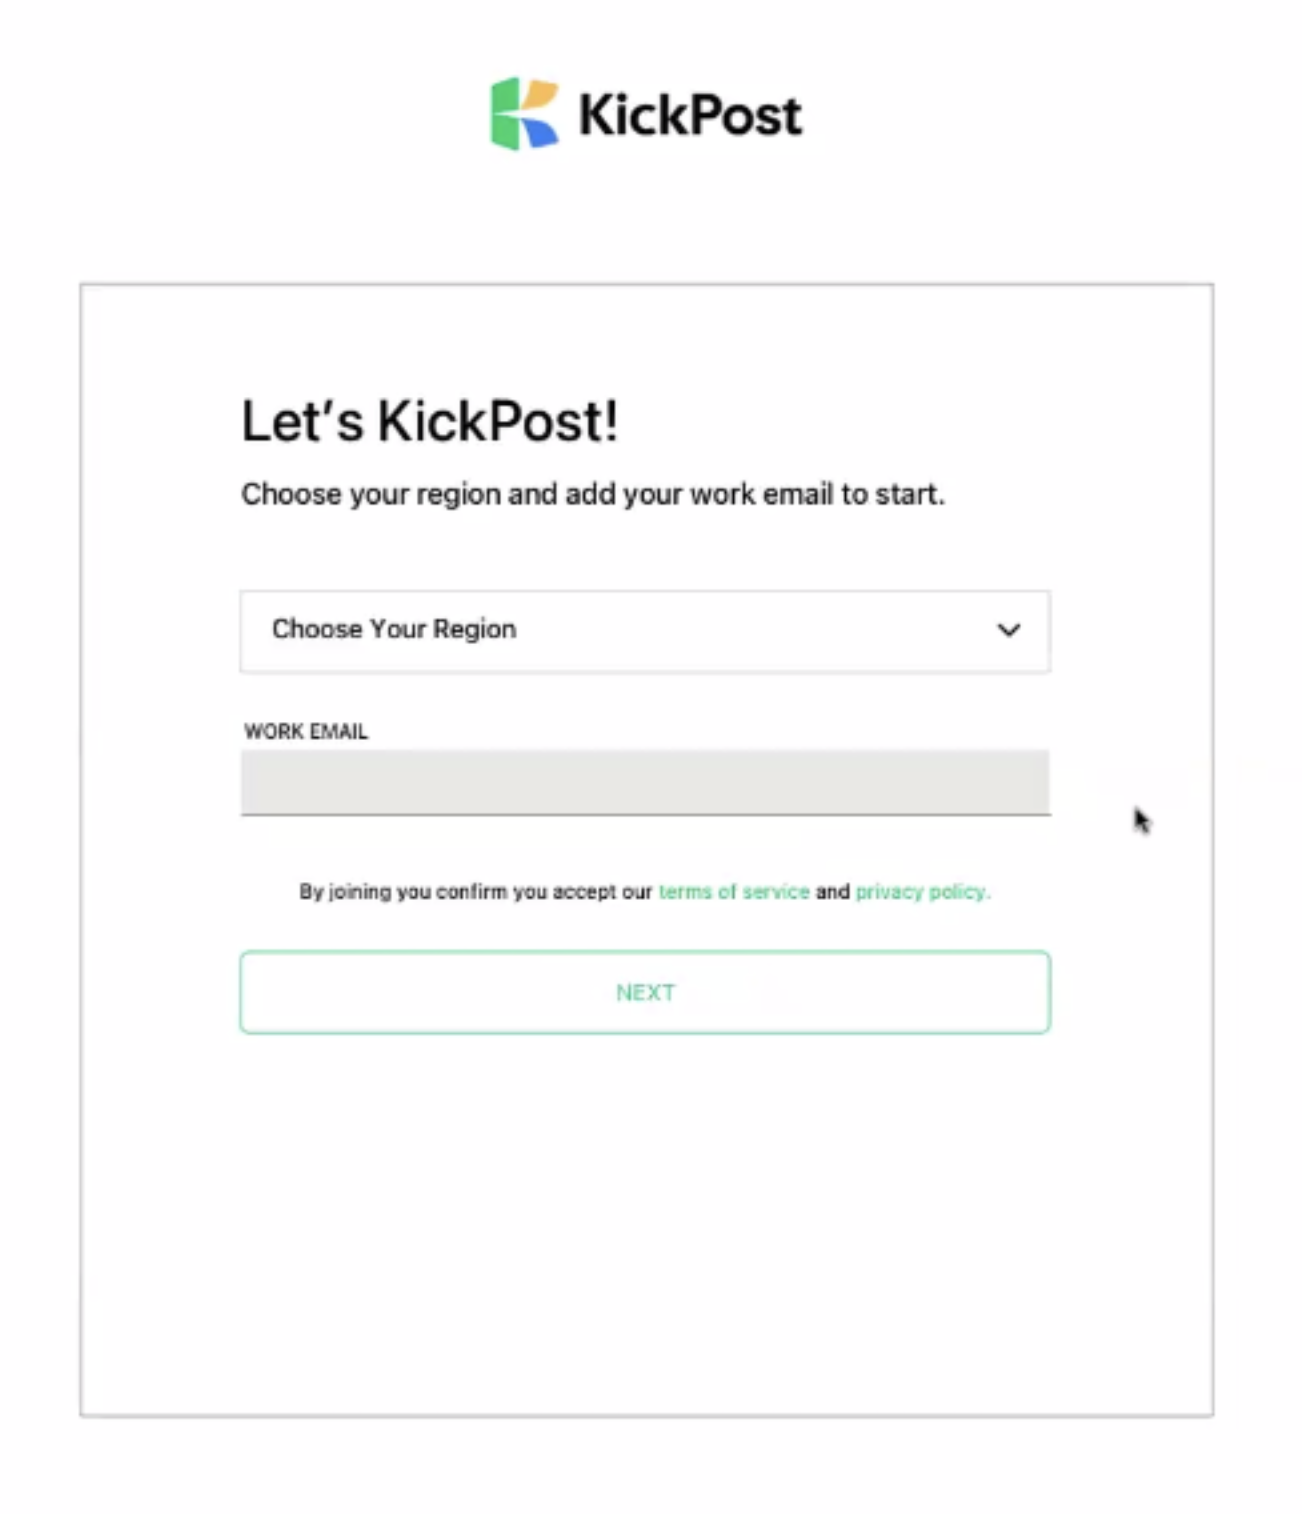 KickPost
Let's KickPost!
Choose your region and add your work email to start.
Choose Your Region
WORK EMAIL
By joining you confirm you accept our terms of service and privacy policy.
NEXT